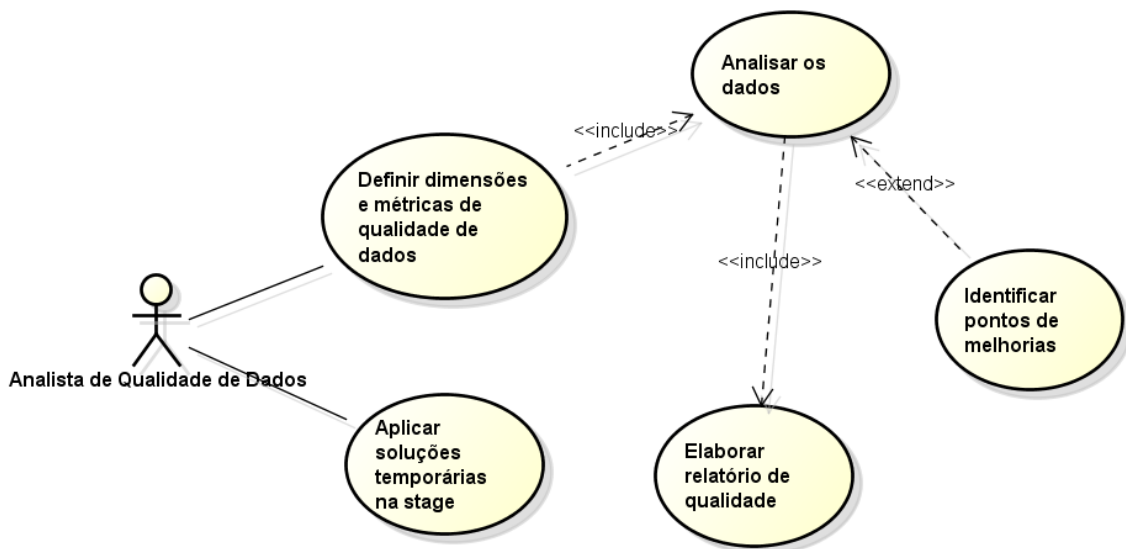 Analisar os
dados
<<include>>
Definir dimensões
e métricas de
qualidade de
dados
<<extend>>
<<include>>
Identificar
pontos de
melhorias
Analista de Qualidade de Dados
Aplicar
soluções
temporárias
na stage
Elaborar
relatório de
qualidade